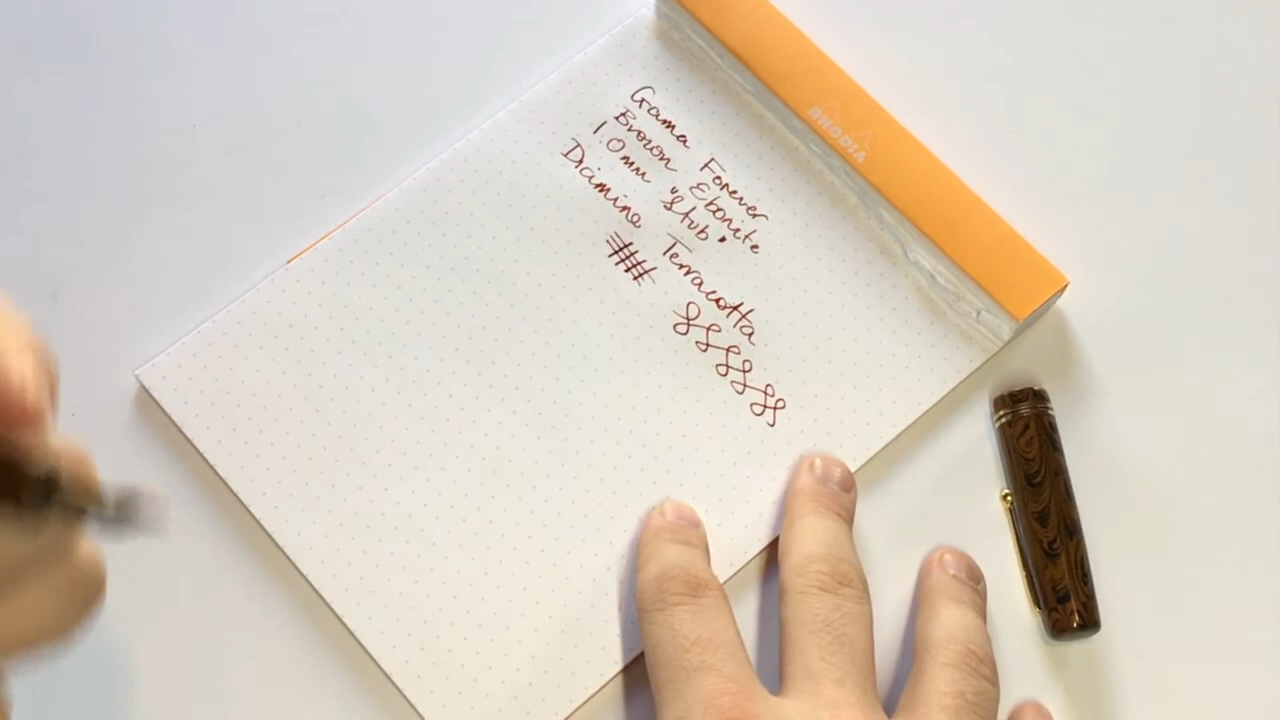 RHODIA
Gama Forever
Brown Ebonite
1.0mm "Stub"
Diamine Terracotta